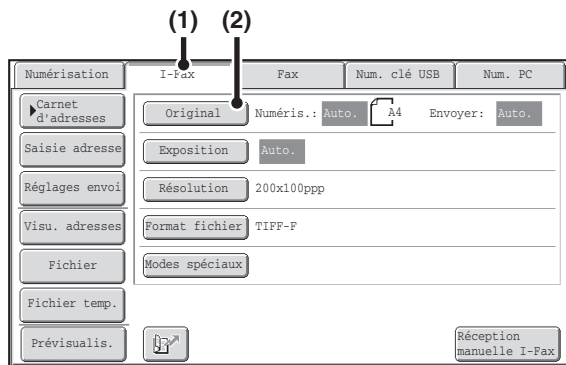 (1) (2)
Numérisation I-Fax Fax Num. clé USB Num. PC
Carnet
d'adresses
Original Numéris.: Auto. A4 Envoyer: Auto.
Saisie adresse
Exposition Auto.
Réglages envoi
Résolution 200x100ppp
Visu. adresses
Format fichier TIFF-F
Fichier
Modes spéciaux
Fichier temp.
Prévisualis.
Réception
manuelle I-Fax